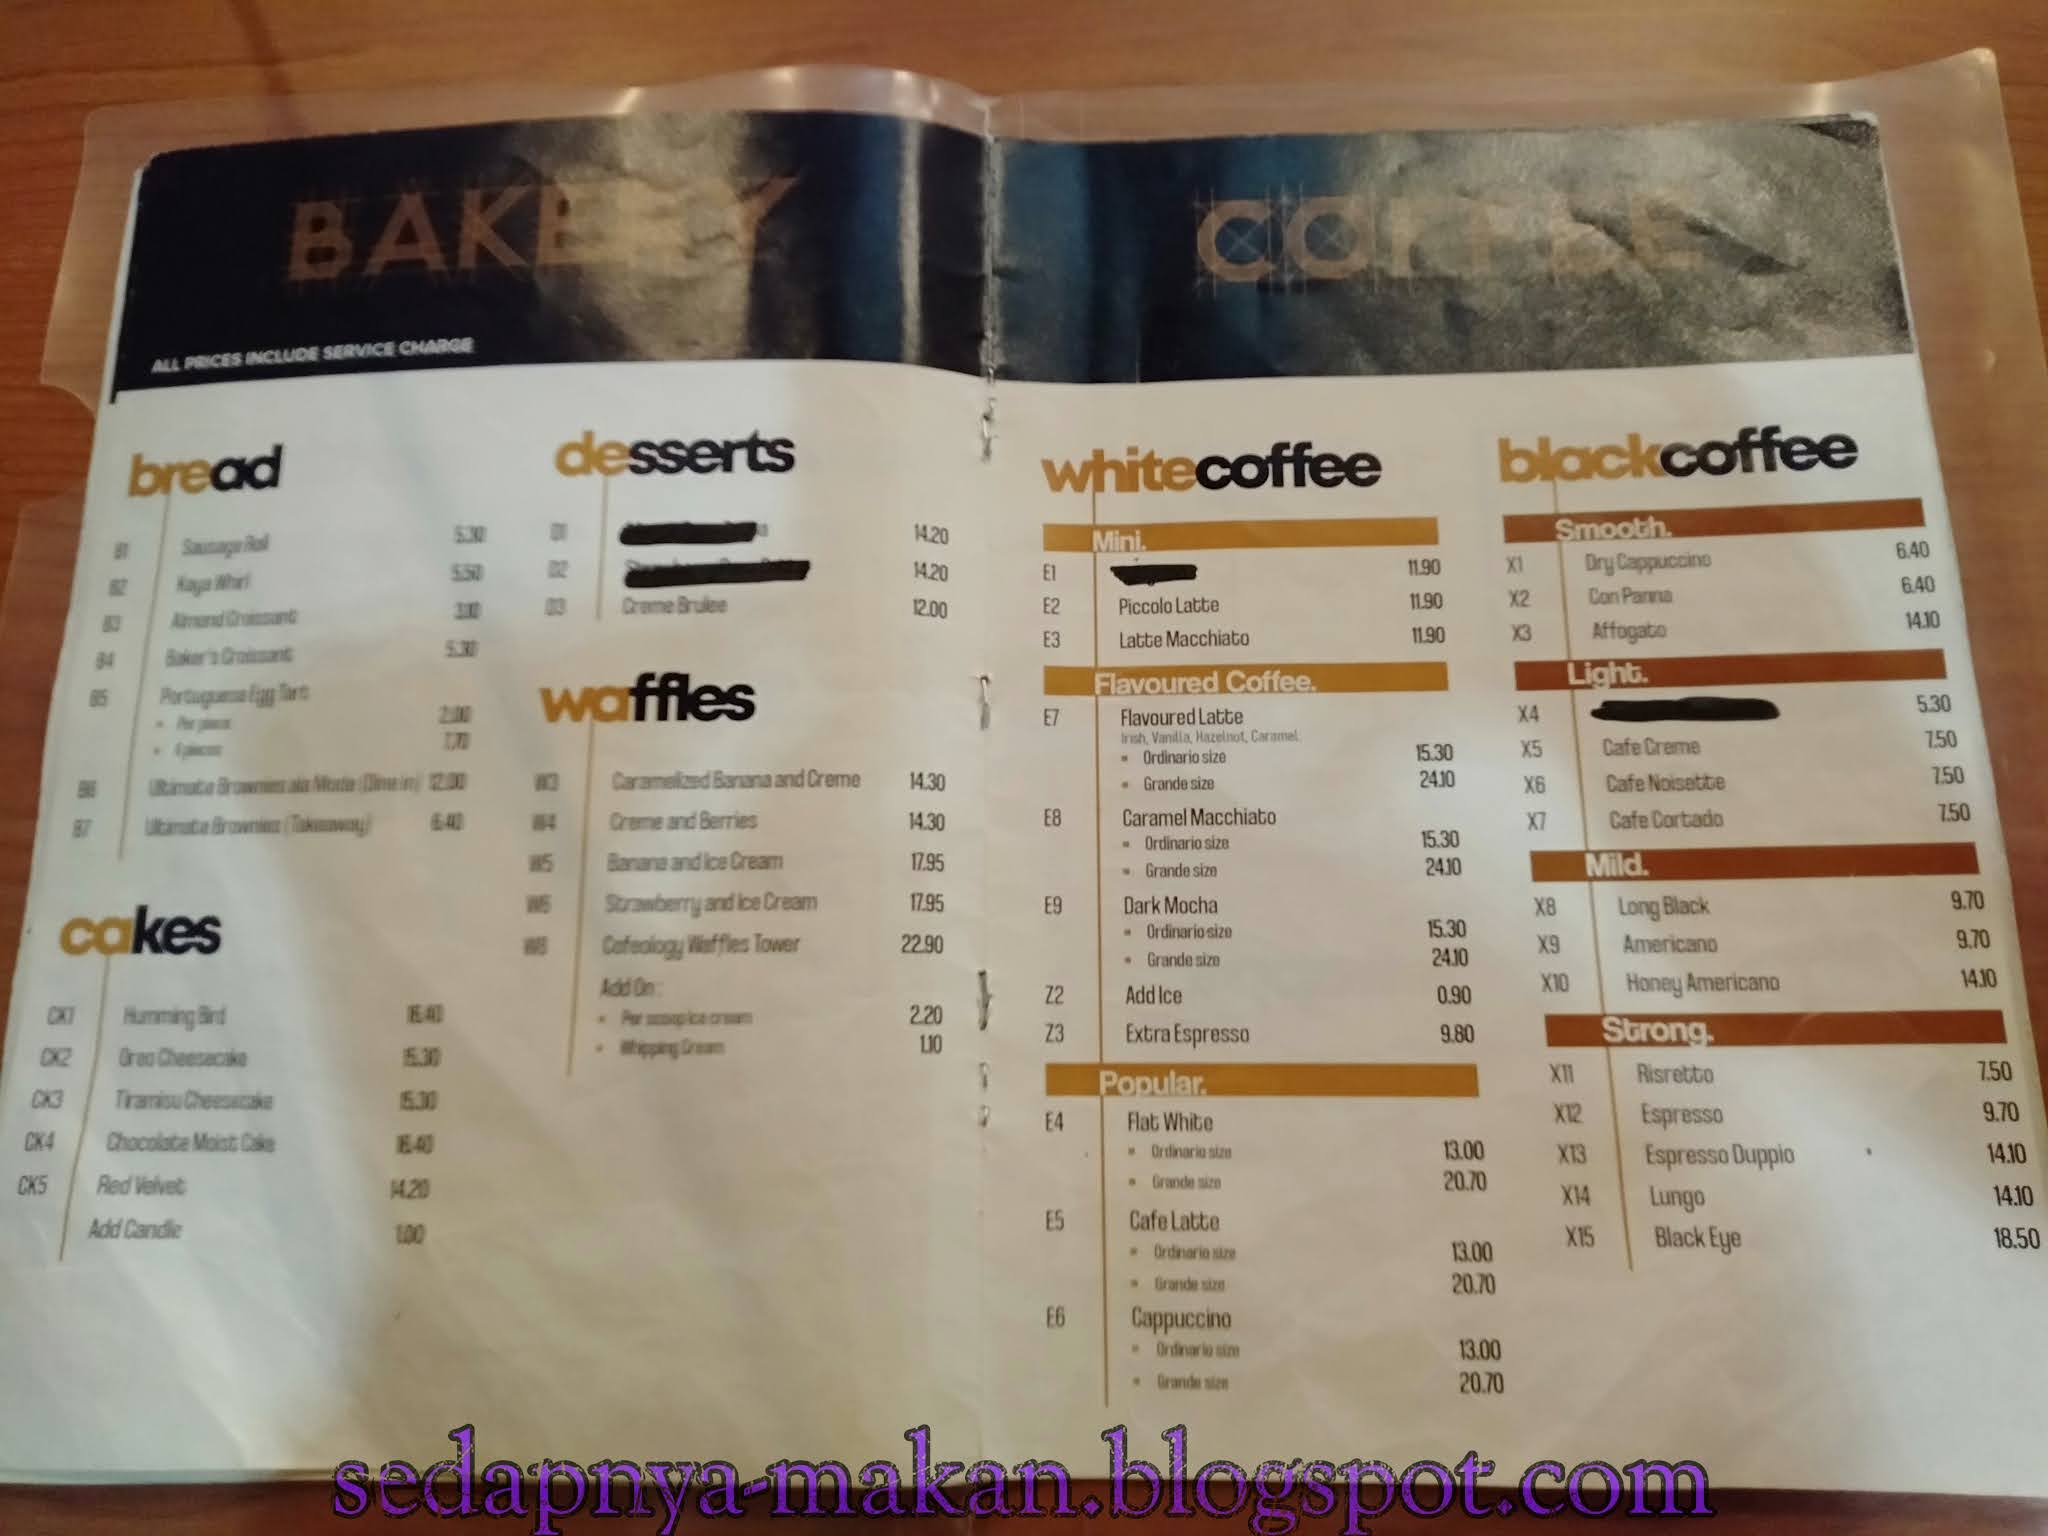 BAKERY
ALL PRICES INCLUDE SERVICE CHARGE
bread
B1 Sausage Roll 5.30
B2 Kaya Whirl 5.50
B3 Almond Croissant
B4 Baker's Croissant 5.30
B5 Portuguese Egg Tart
• Per piece 2.00
• 4 pieces 7.70
B6 Ultimate Brownies ala Mode (Dine in) 12.00
B7 Ultimate Brownies (Takeaway) 6.40
cakes
CK1 Humming Bird 16.40
CK2 Oreo Cheesecake 15.30
CK3 Tiramisu Cheesecake 15.30
CK4 Chocolate Moist Cake 16.40
CK5 Red Velvet 14.20
Add Candle 1.00
desserts
D1 14.20
D2 14.20
D3 Creme Brulee 12.00
waffles
W3 Caramelized Banana and Creme 14.30
W4 Creme and Berries 14.30
W5 Banana and Ice Cream 17.95
W6 Strawberry and Ice Cream 17.95
Cafeology Waffles Tower 22.90
Add On :
• Per scoop ice cream 2.20
• Whipping Cream 1.10
COFFEE
whitecoffee
Mini.
E1 11.90
E2 Piccolo Latte 11.90
E3 Latte Macchiato 11.90
Flavoured Coffee.
E7 Flavoured Latte
Irish, Vanilla, Hazelnut, Caramel.
• Ordinario size 15.30
• Grande size 24.10
E8 Caramel Macchiato
• Ordinario size 15.30
• Grande size 24.10
E9 Dark Mocha
• Ordinario size 15.30
• Grande size 24.10
Z2 Add Ice 0.90
Z3 Extra Espresso 9.80
Popular.
E4 Flat White
• Ordinario size 13.00
• Grande size 20.70
E5 Cafe Latte
• Ordinario size 13.00
• Grande size 20.70
E6 Cappuccino
• Ordinario size 13.00
• Grande size 20.70
blackcoffee
Smooth.
X1 Dry Cappuccino 6.40
X2 Con Panna 6.40
X3 Affogato 14.10
Light.
X4 5.30
X5 Cafe Creme 7.50
X6 Cafe Noisette 7.50
X7 Cafe Cortado 7.50
Mild.
X8 Long Black 9.70
X9 Americano 9.70
X10 Honey Americano 14.10
Strong.
X11 Risretto 7.50
X12 Espresso 9.70
X13 Espresso Duppio 14.10
X14 Lungo 14.10
X15 Black Eye 18.50
sedapnya-makan.blogspot.com